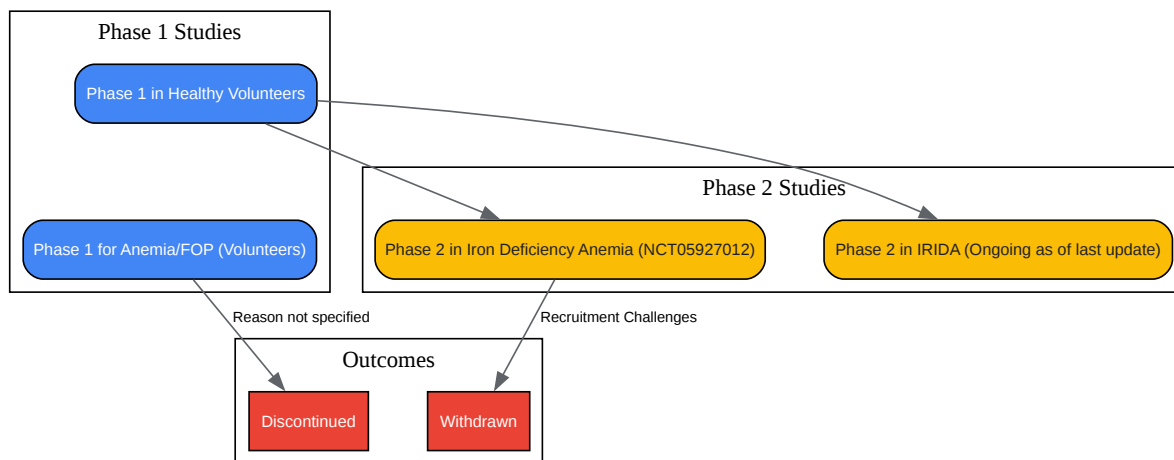 Phase 1 Studies
Phase 1 in Healthy Volunteers
Phase 2 Studies
Phase 1 for Anemia/FOP (Volunteers)
Phase 2 in Iron Deficiency Anemia (NCT05927012)
Phase 2 in IRIDA (Ongoing as of last update)
Reason not specified
Recruitment Challenges
Outcomes
Discontinued
Withdrawn